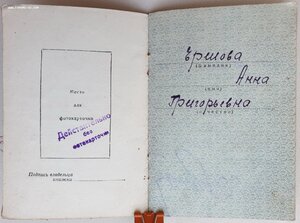 Место
для
фотокарточки
Действительно
без
фотокарточки
Подпись владельца
книжки
Ершова
(фамилия)
Анна
(имя)
Григорьевна
(отчество)